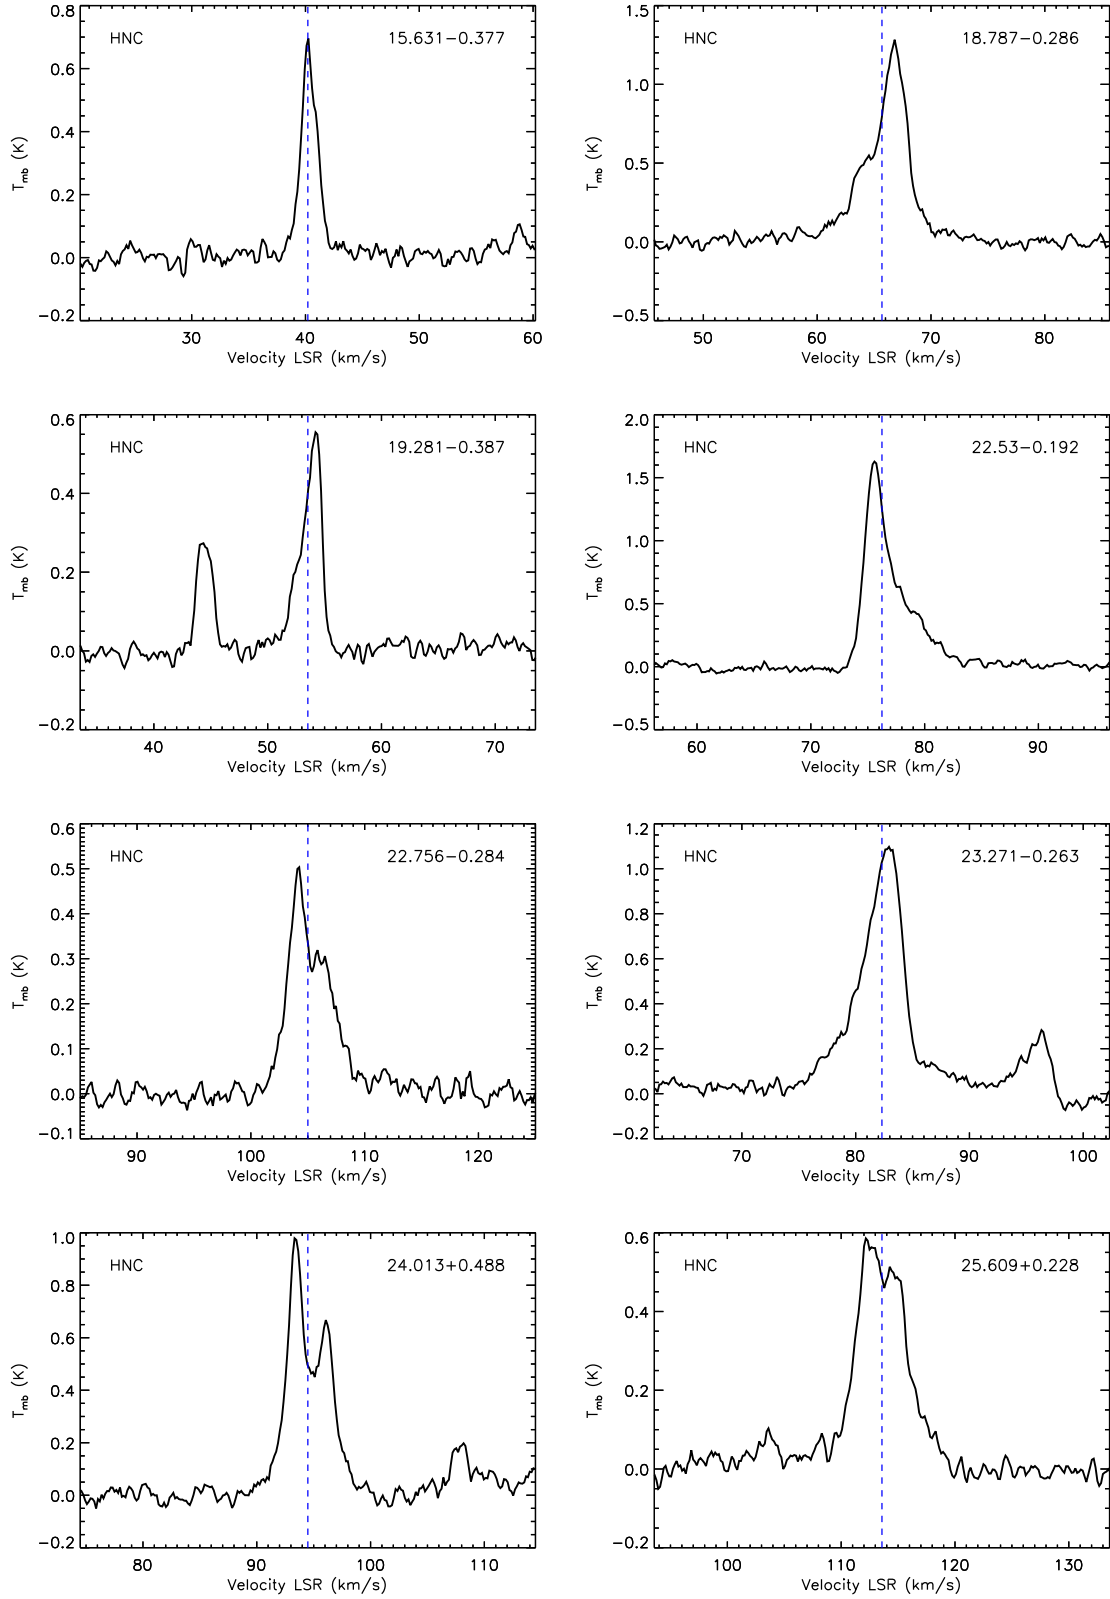 HNC 15.631−0.377
0.8
0.6
0.4
0.2
0.0
−0.2
T_mb (K)
30 40 50 60
Velocity LSR (km/s)
HNC 18.787−0.286
1.5
1.0
0.5
0.0
−0.5
T_mb (K)
50 60 70 80
Velocity LSR (km/s)
HNC 19.281−0.387
0.6
0.4
0.2
0.0
−0.2
T_mb (K)
40 50 60 70
Velocity LSR (km/s)
HNC 22.53−0.192
2.0
1.5
1.0
0.5
0.0
−0.5
T_mb (K)
60 70 80 90
Velocity LSR (km/s)
HNC 22.756−0.284
0.6
0.5
0.4
0.3
0.2
0.1
0.0
−0.1
T_mb (K)
90 100 110 120
Velocity LSR (km/s)
HNC 23.271−0.263
1.2
1.0
0.8
0.6
0.4
0.2
0.0
−0.2
T_mb (K)
70 80 90 100
Velocity LSR (km/s)
HNC 24.013+0.488
1.0
0.8
0.6
0.4
0.2
0.0
−0.2
T_mb (K)
80 90 100 110
Velocity LSR (km/s)
HNC 25.609+0.228
0.6
0.4
0.2
0.0
−0.2
T_mb (K)
100 110 120 130
Velocity LSR (km/s)